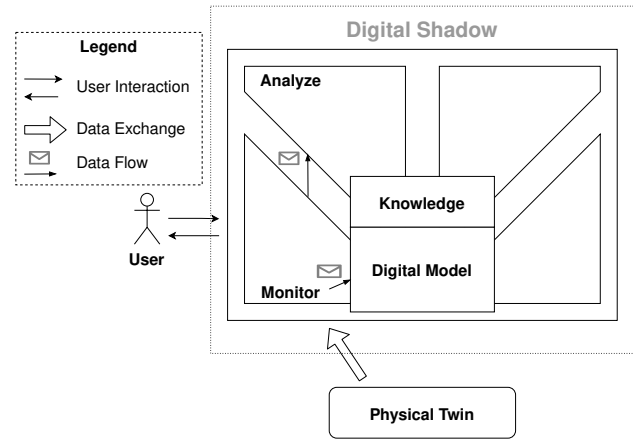 Digital Shadow
Legend
User Interaction
Data Exchange
Data Flow
Analyze
Knowledge
Digital Model
Monitor
User
Physical Twin